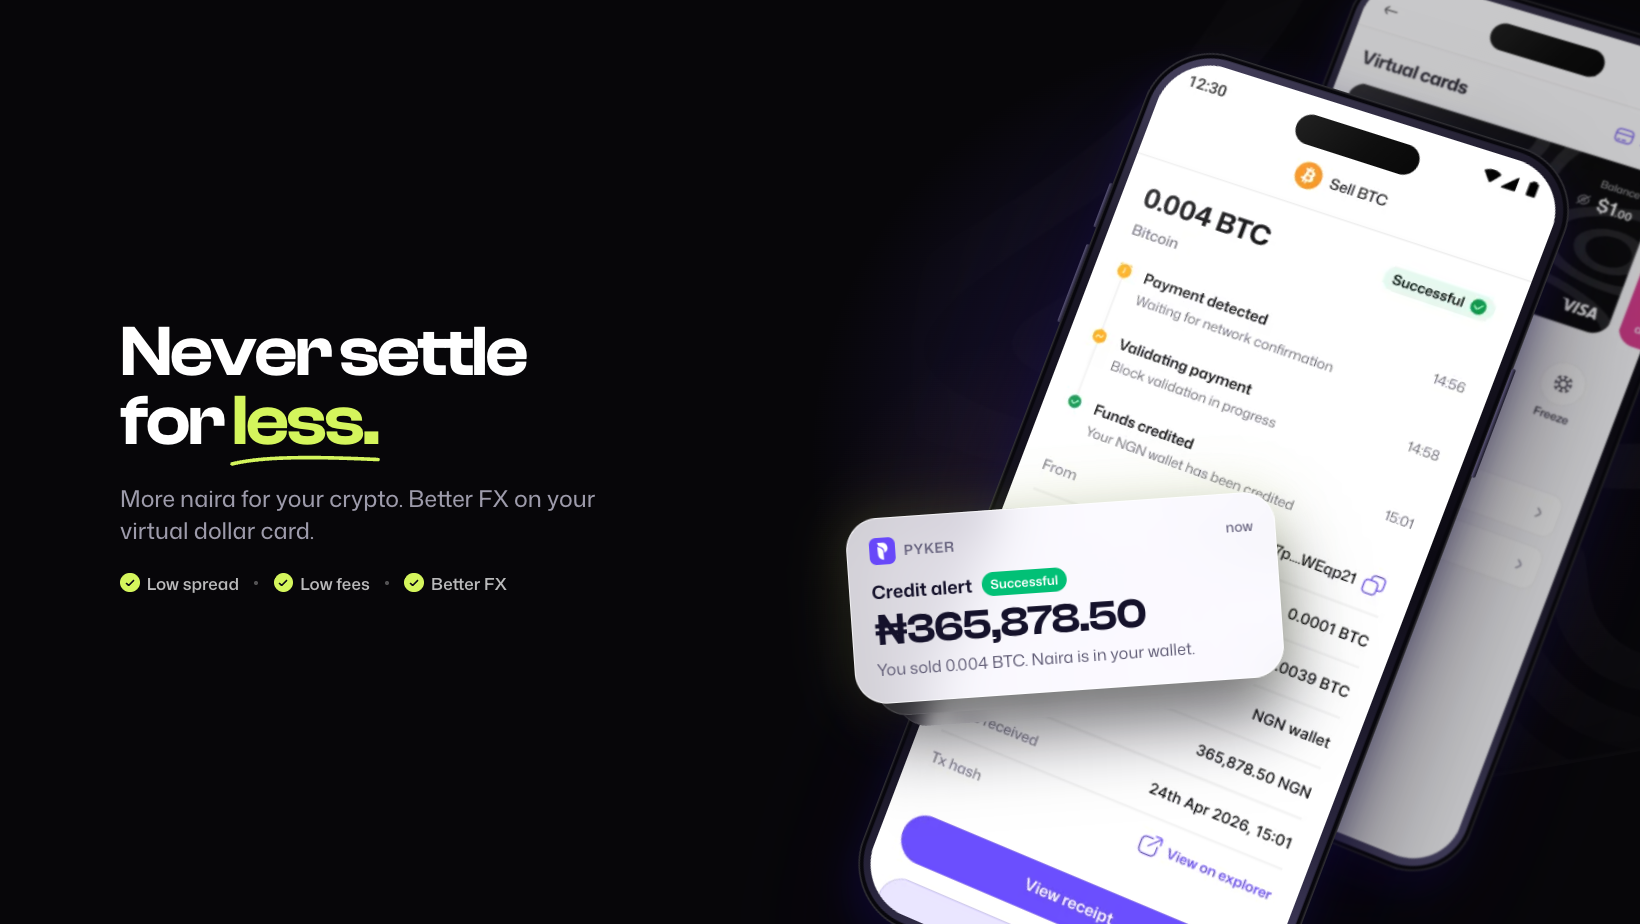 Never settle
for less.
More naira for your crypto. Better FX on your
virtual dollar card.
Low spread • Low fees • Better FX
12:30
Sell BTC
0.004 BTC
Bitcoin
Successful
Payment detected
Waiting for network confirmation
14:56
Validating payment
Block validation in progress
14:58
Funds credited
Your NGN wallet has been credited
15:01
From
7p....WEqp21
0.0001 BTC
.0039 BTC
NGN wallet
received
365,878.50 NGN
24th Apr 2026, 15:01
Tx hash
View on explorer
View receipt
PYKER
now
Credit alert Successful
₦365,878.50
You sold 0.004 BTC. Naira is in your wallet.
Virtual cards
Balance
$1.00
VISA
Freeze